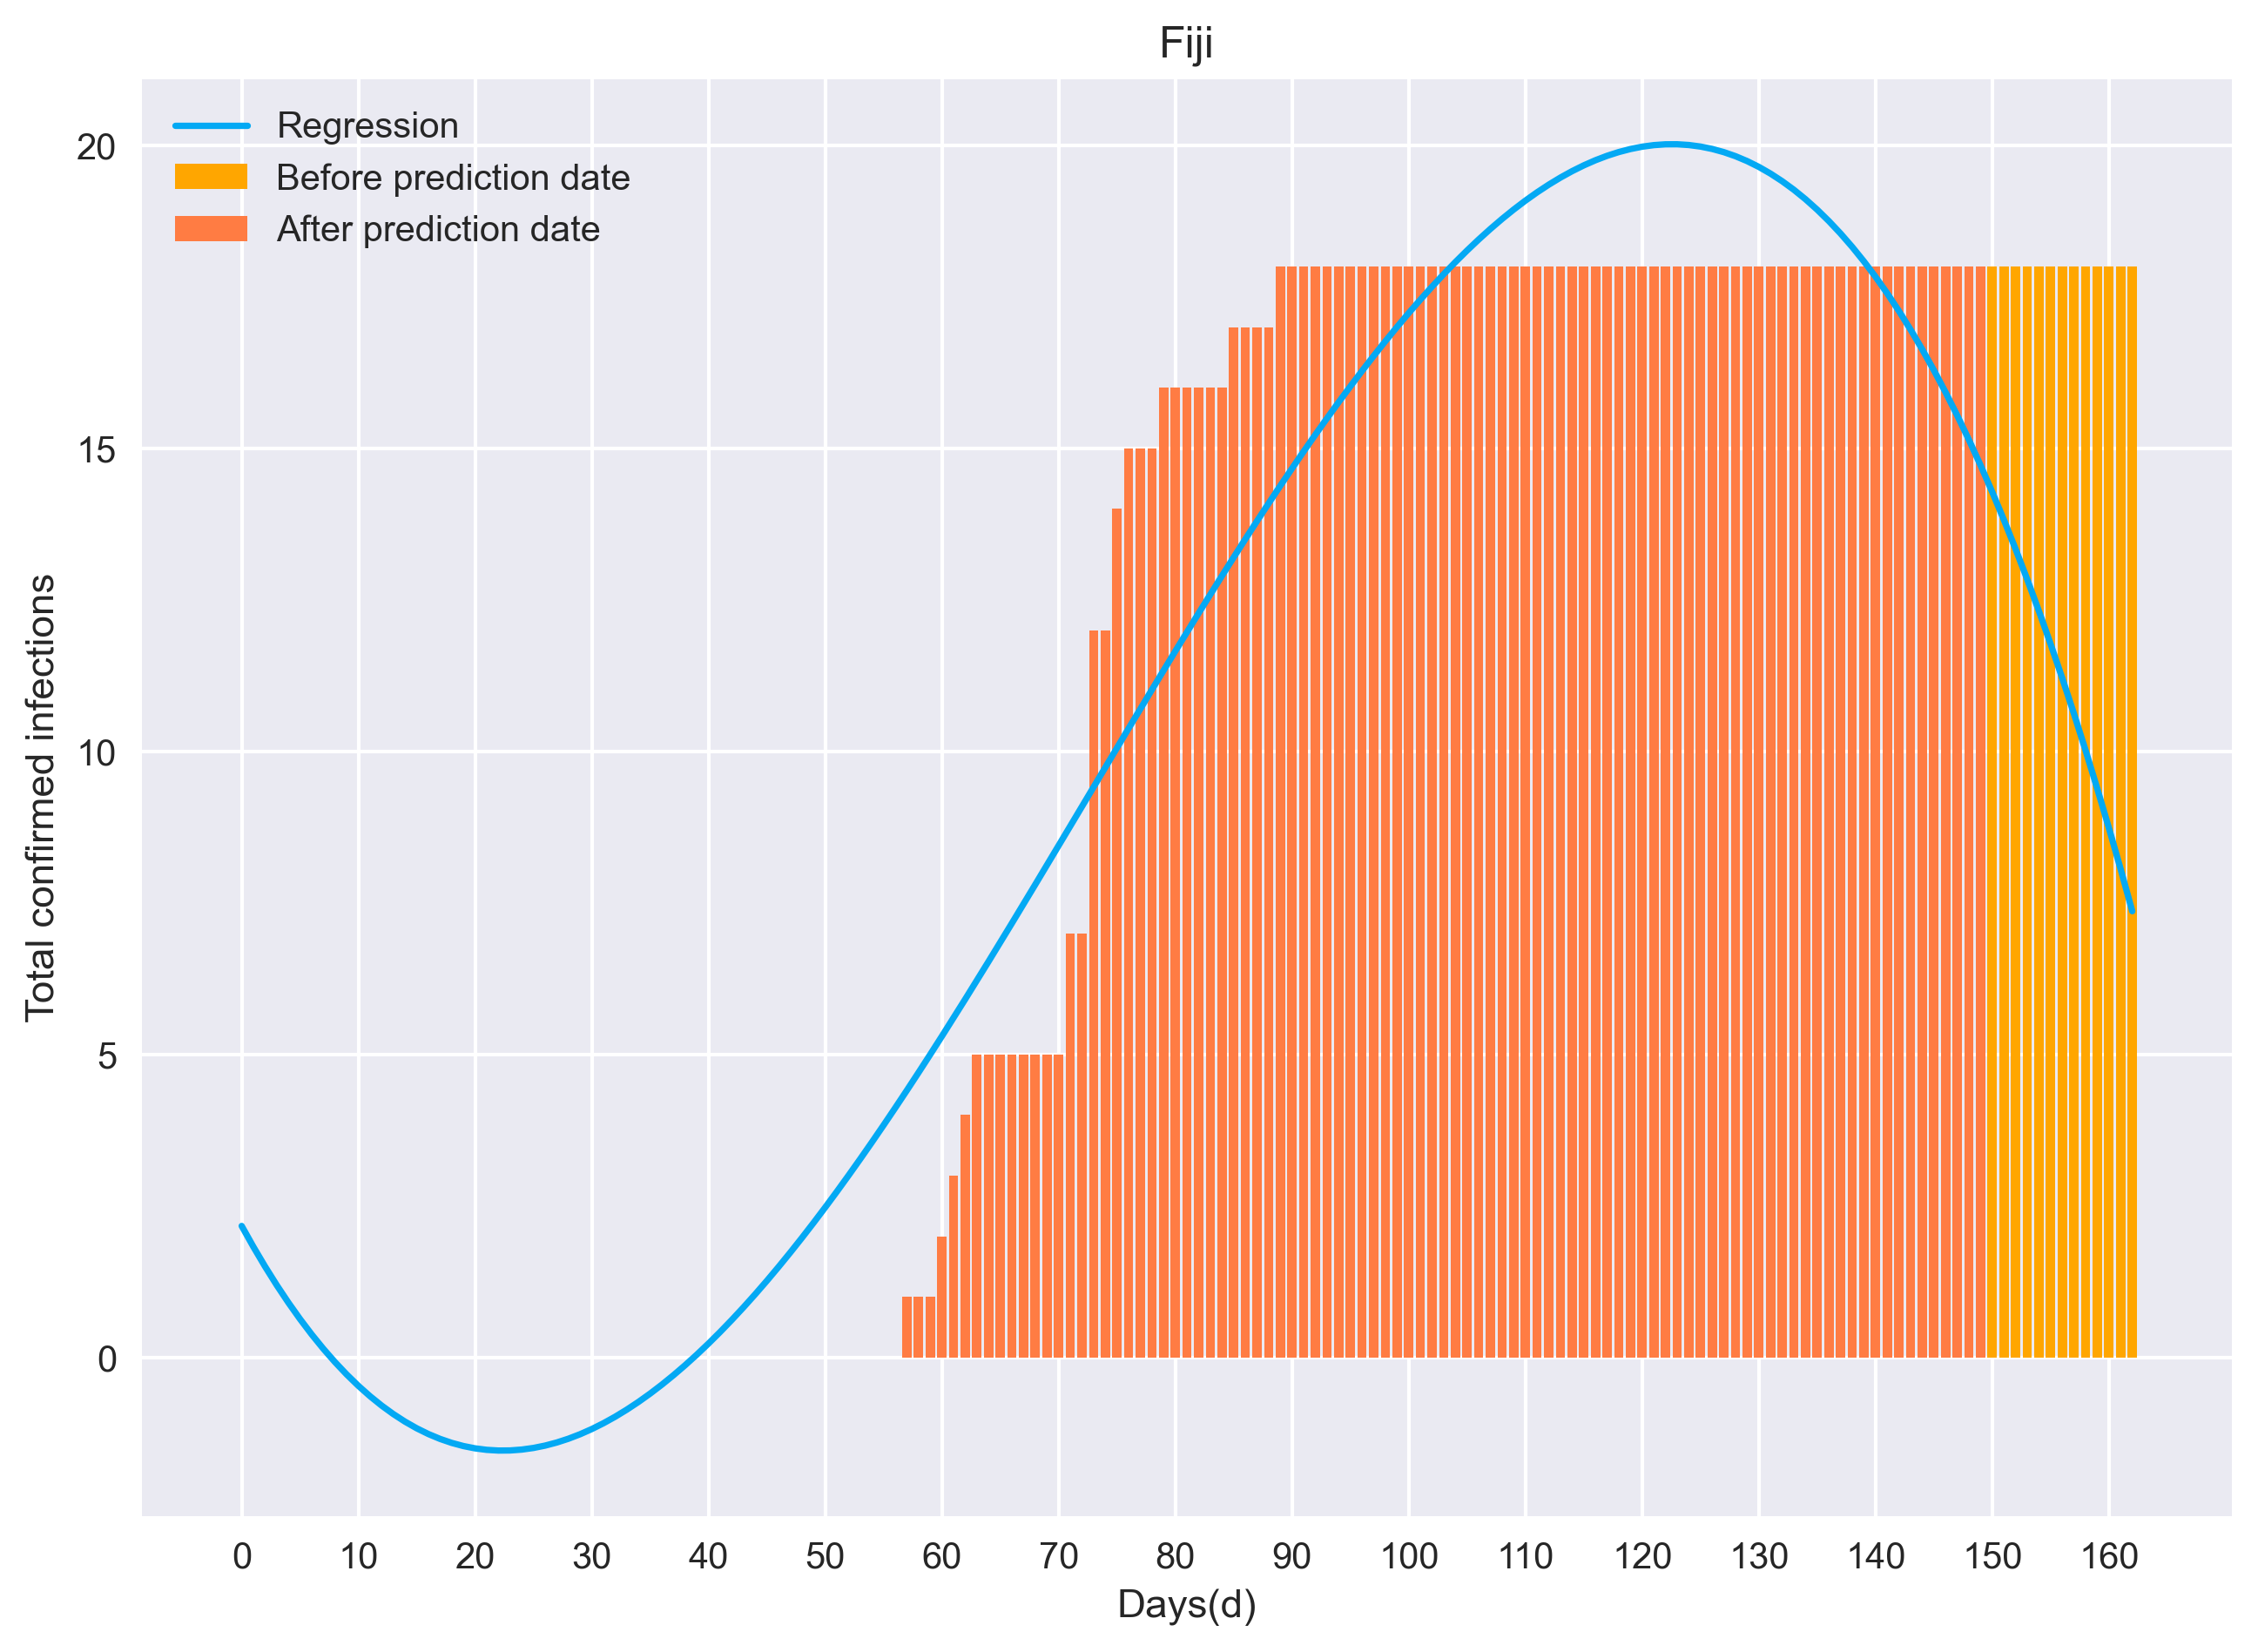 Fiji
Regression
Before prediction date
After prediction date
20
15
10
5
0
Total confirmed infections
0 10 20 30 40 50 60 70 80 90 100 110 120 130 140 150 160
Days(d)